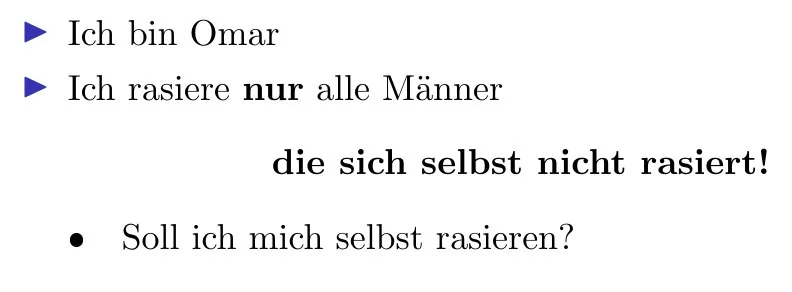 ▶ Ich bin Omar
▶ Ich rasiere nur alle Männer
die sich selbst nicht rasiert!
• Soll ich mich selbst rasieren?